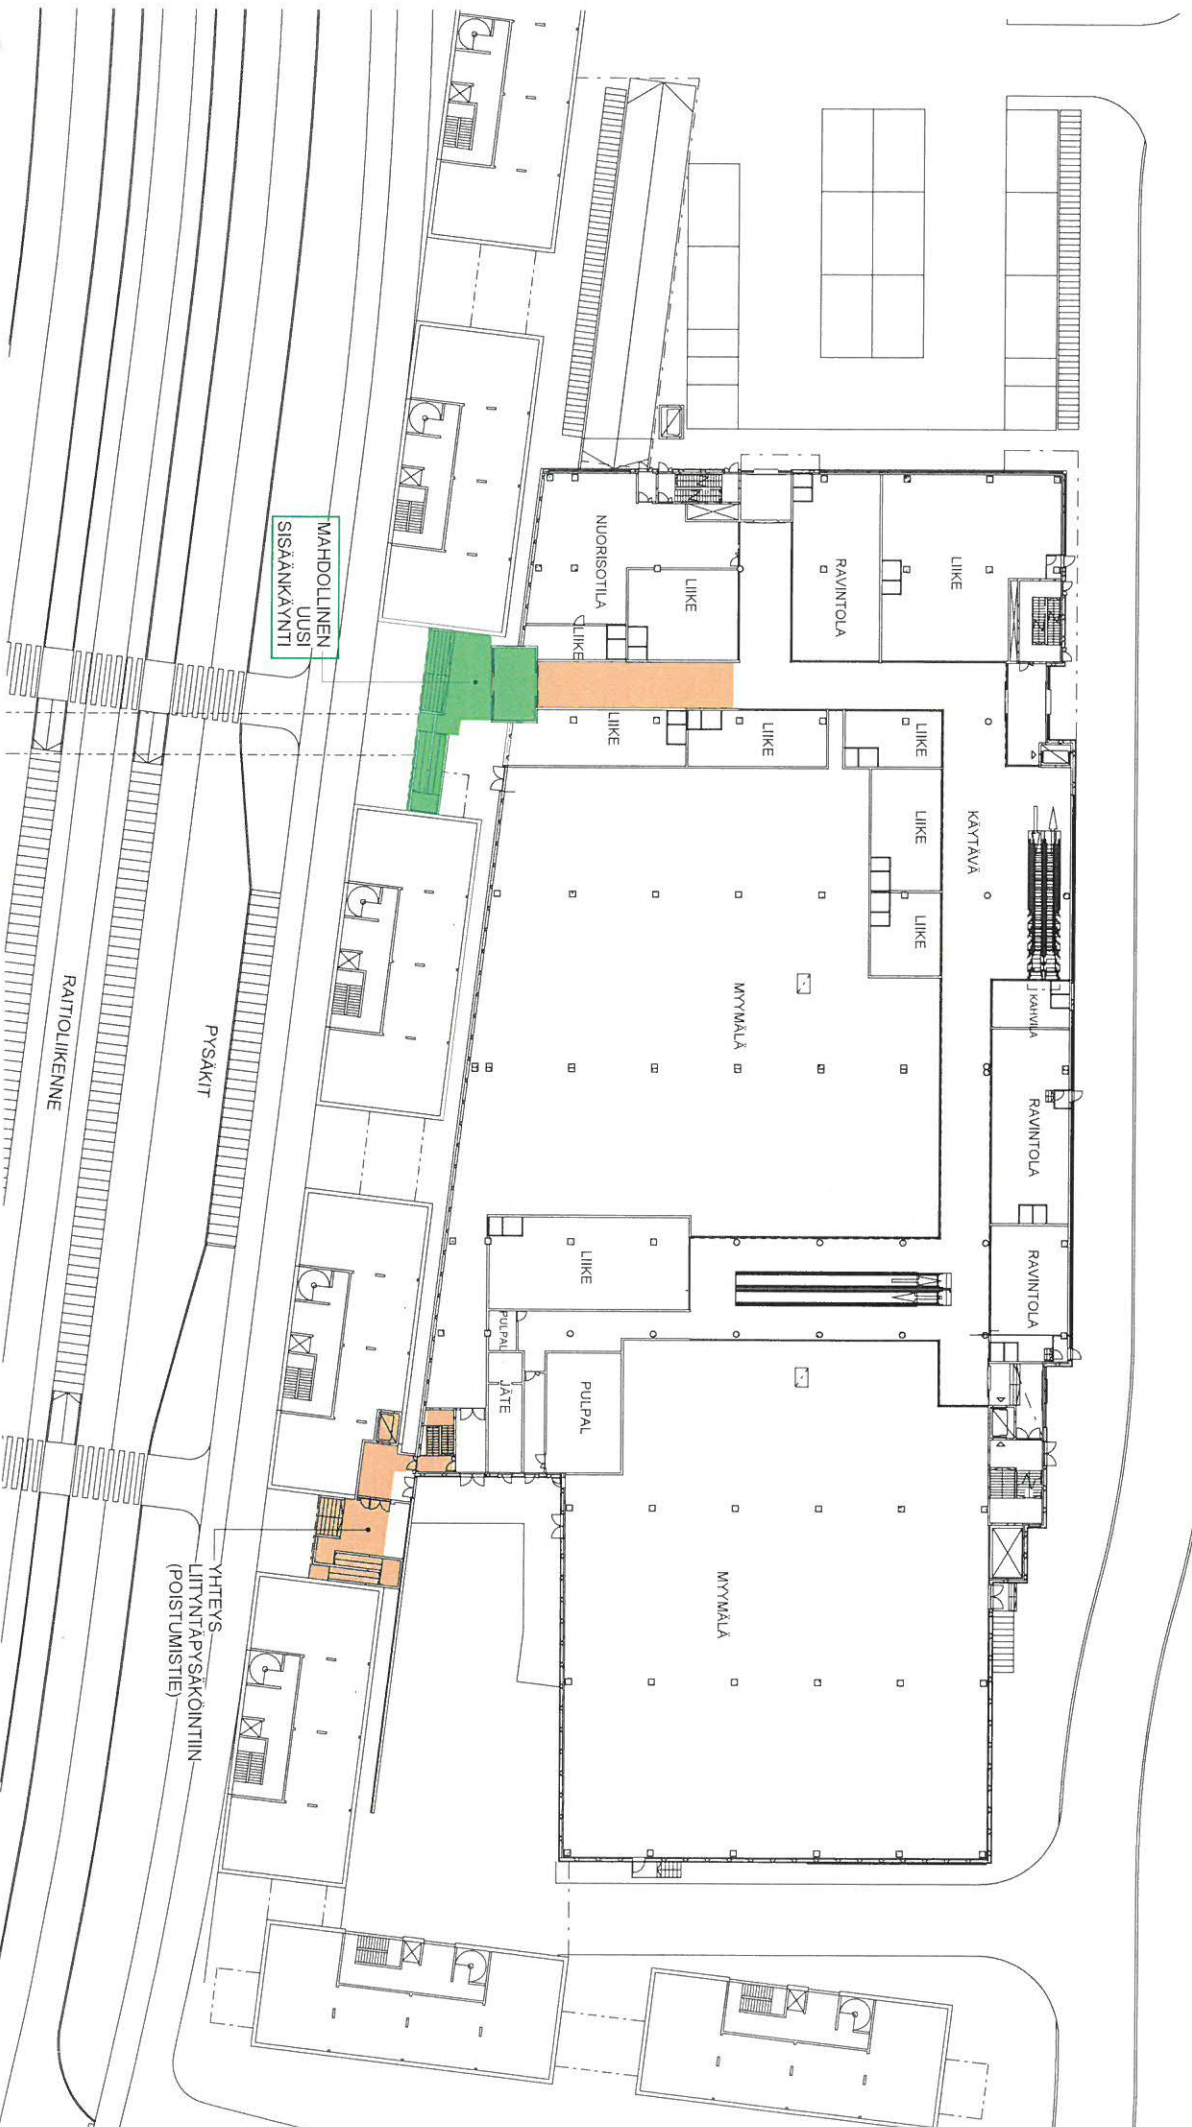 MAHDOLLINEN
UUSI
SISÄÄNKÄYNTI
NUORISOTILA
LIIKE
LIIKE
RAVINTOLA
LIIKE
LIIKE
LIIKE
LIIKE
LIIKE
LIIKE
KÄYTÄVÄ
MYYMÄLÄ
KAHVILA
RAVINTOLA
RAVINTOLA
LIIKE
PULPAL
JÄTE
PULPAL
MYYMÄLÄ
RAITIOLIIKENNE
PYSÄKIT
YHTEYS
LIITYNTÄPYSÄKÖINTIIN
(POISTUMISTIE)